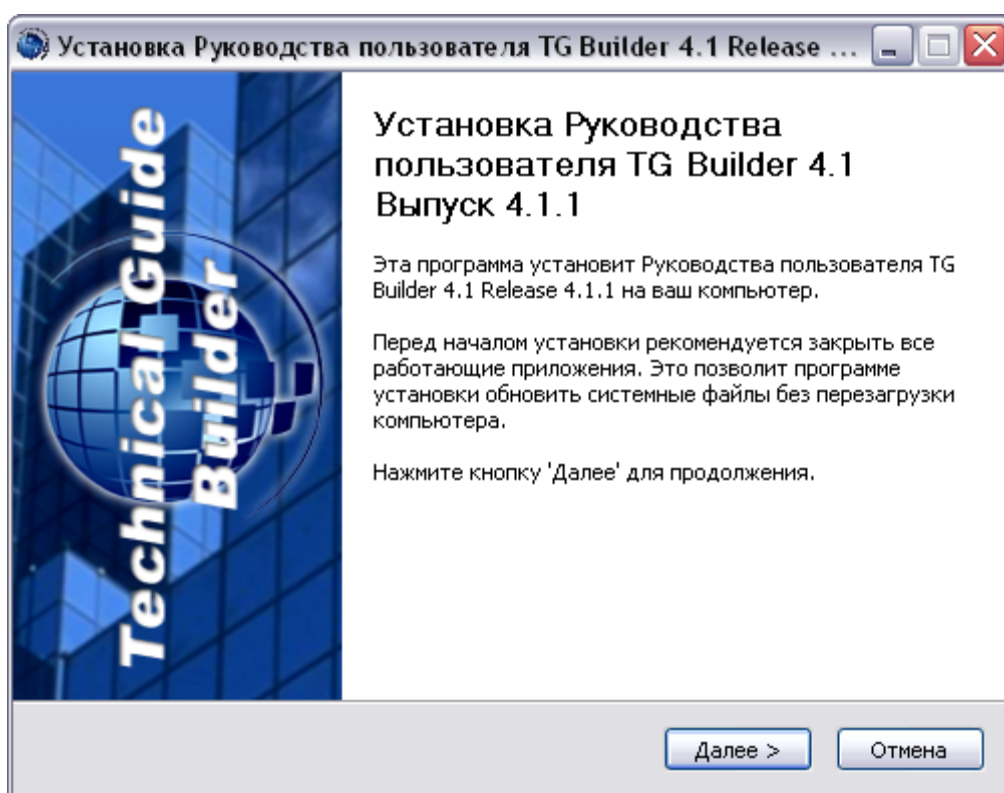 Установка Руководства пользователя TG Builder 4.1 Release ...
Technical Guide
Builder
Установка Руководства
пользователя TG Builder 4.1
Выпуск 4.1.1
Эта программа установит Руководства пользователя TG
Builder 4.1 Release 4.1.1 на ваш компьютер.
Перед началом установки рекомендуется закрыть все
работающие приложения. Это позволит программе
установки обновить системные файлы без перезагрузки
компьютера.
Нажмите кнопку 'Далее' для продолжения.
Далее >
Отмена